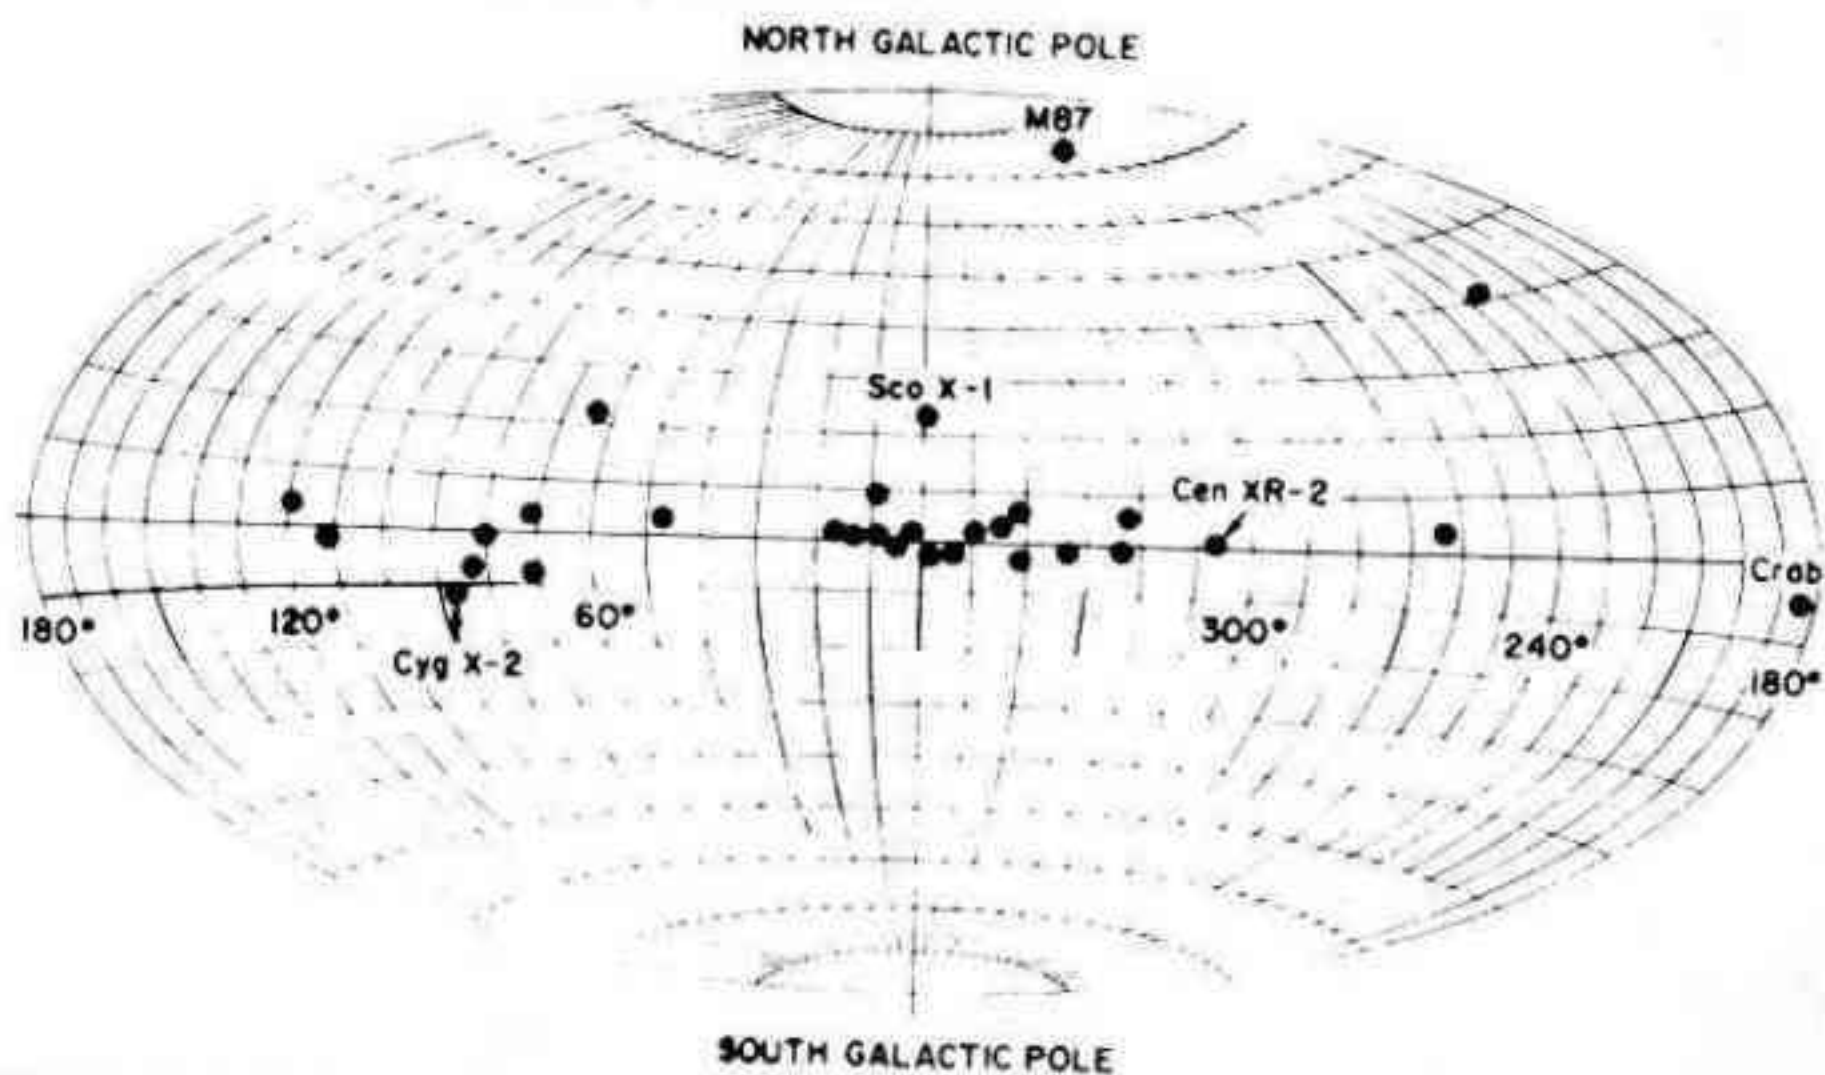 NORTH GALACTIC POLE
M87
Sco X-1
Cen XR-2
Crab
180°
120°
60°
300°
240°
180°
Cyg X-2
SOUTH GALACTIC POLE